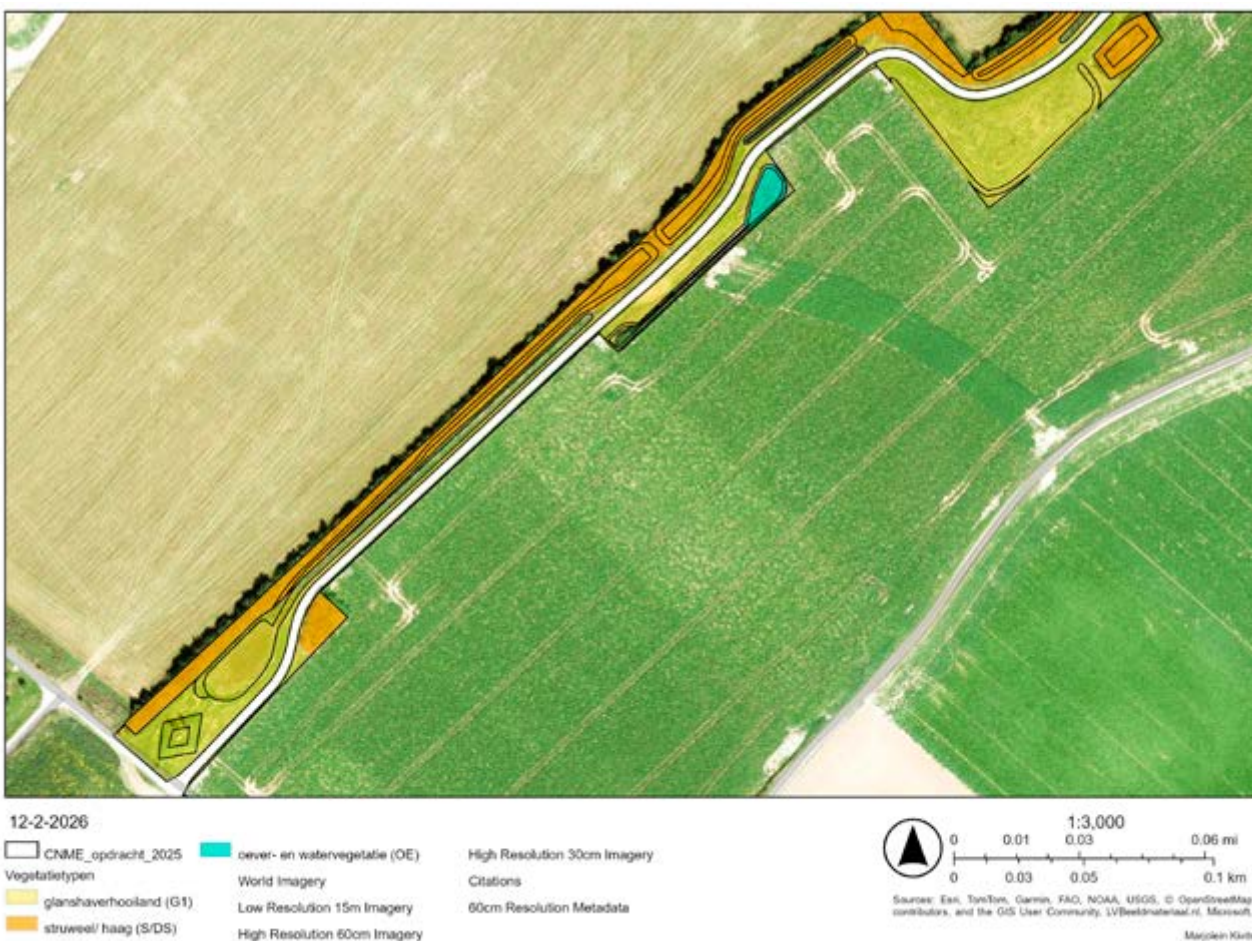 12-2-2026
CNME_opdracht_2025
Vegetatietypen
glanshaverhooiland (G1)
struweel/ haag (S/DS)
oever- en watervegetatie (OE)
World Imagery
Low Resolution 15m Imagery
High Resolution 60cm Imagery
High Resolution 30cm Imagery
Citations
60cm Resolution Metadata
1:3,000
0 0.01 0.03 0.06 mi
0 0.03 0.05 0.1 km
Sources: Esri, TomTom, Garmin, FAO, NOAA, USGS, © OpenStreetMap
contributors, and the GIS User Community, LVBeeldmateriaal.nl, Microsoft,
Marjolein